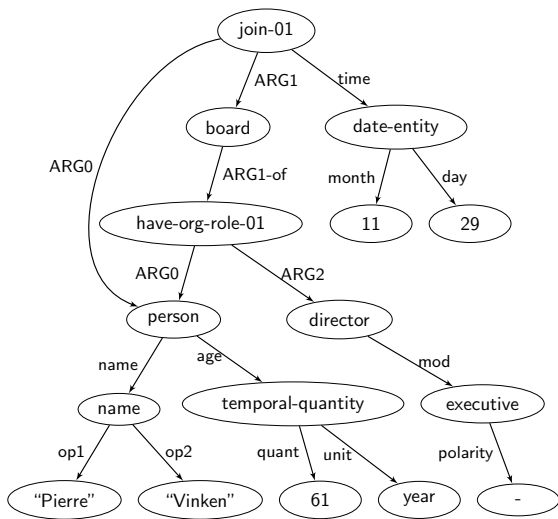 join-01
ARG1
time
board
date-entity
ARG0
ARG1-of
month
day
have-org-role-01
11
29
ARG0
ARG2
person
director
name
age
mod
name
temporal-quantity
executive
op1
op2
quant
unit
polarity
“Pierre”
“Vinken”
61
year
-